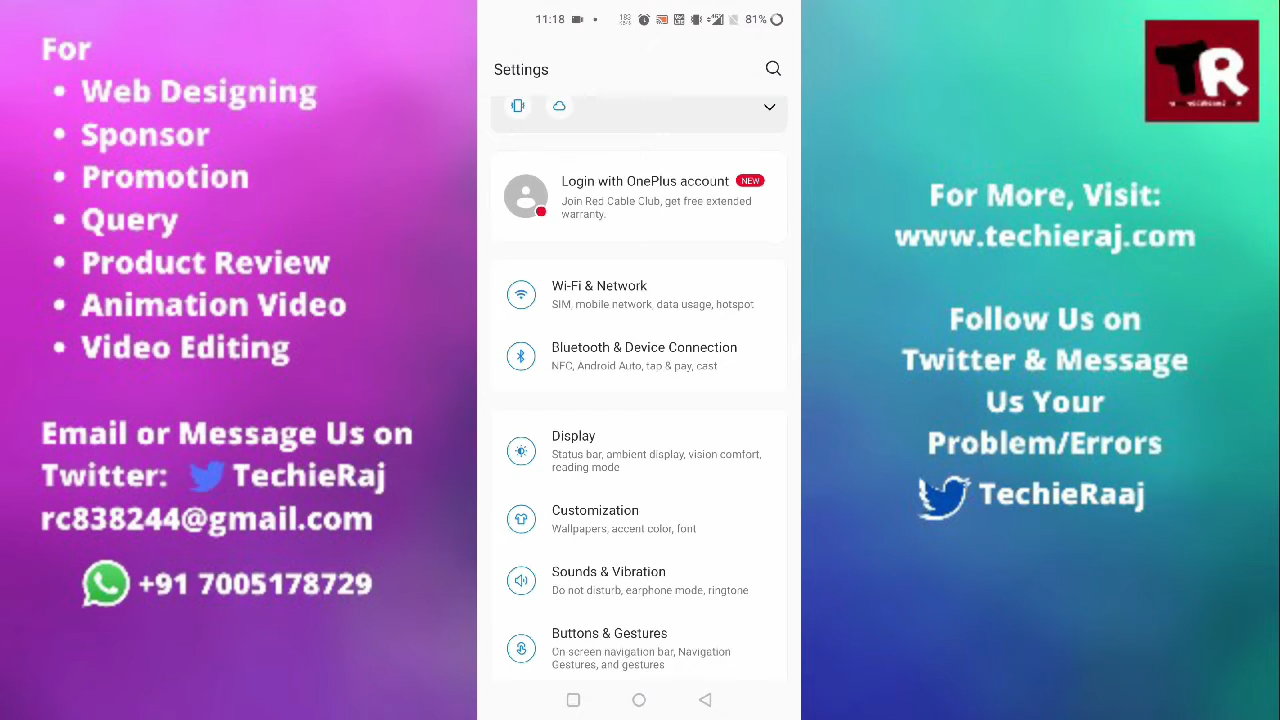 For
• Web Designing
• Sponsor
• Promotion
• Query
• Product Review
• Animation Video
• Video Editing
Email or Message Us on
Twitter: TechieRaj
rc838244@gmail.com
+91 7005178729
11:18
81%
Settings
Login with OnePlus account NEW
Join Red Cable Club, get free extended
warranty.
Wi-Fi & Network
SIM, mobile network, data usage, hotspot
Bluetooth & Device Connection
NFC, Android Auto, tap & pay, cast
Display
Status bar, ambient display, vision comfort,
reading mode
Customization
Wallpapers, accent color, font
Sounds & Vibration
Do not disturb, earphone mode, ringtone
Buttons & Gestures
On screen navigation bar, Navigation
Gestures, and gestures
TR
For More, Visit:
www.techieraj.com
Follow Us on
Twitter & Message
Us Your
Problem/Errors
TechieRaaj